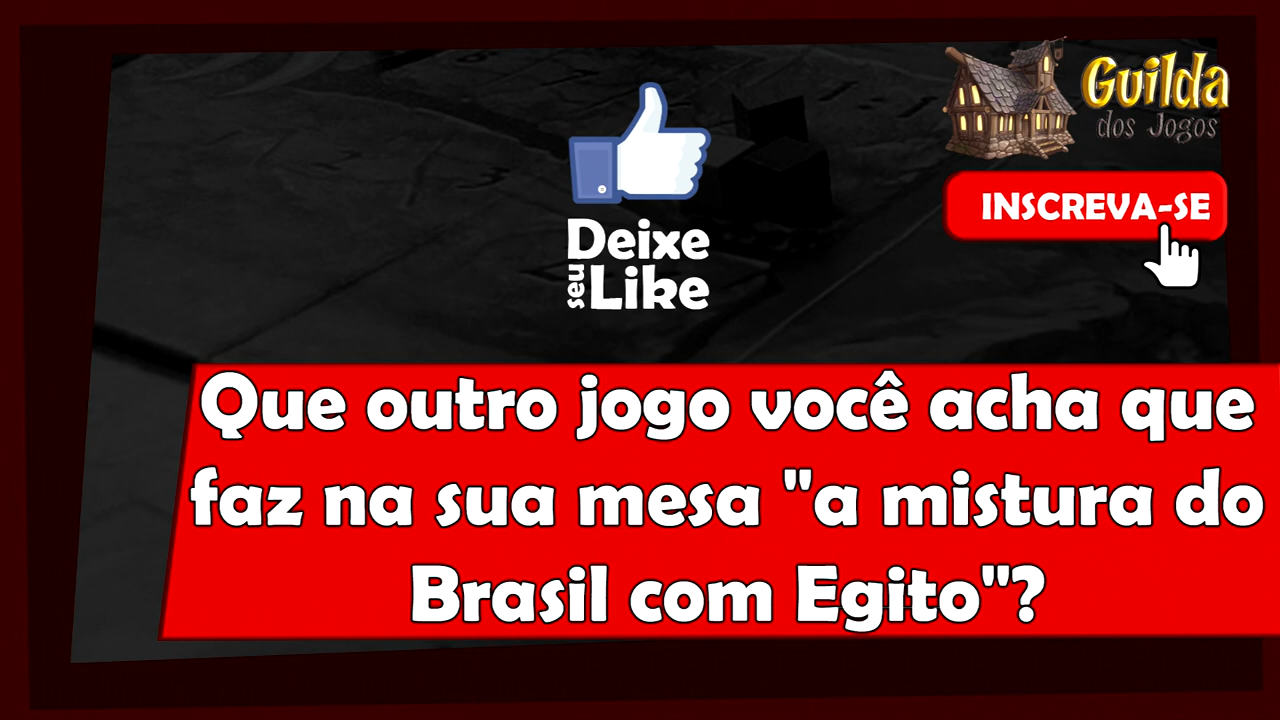 Guilda
dos Jogos
INSCREVA-SE
Deixe
seu Like
Que outro jogo você acha que
faz na sua mesa "a mistura do
Brasil com Egito"?